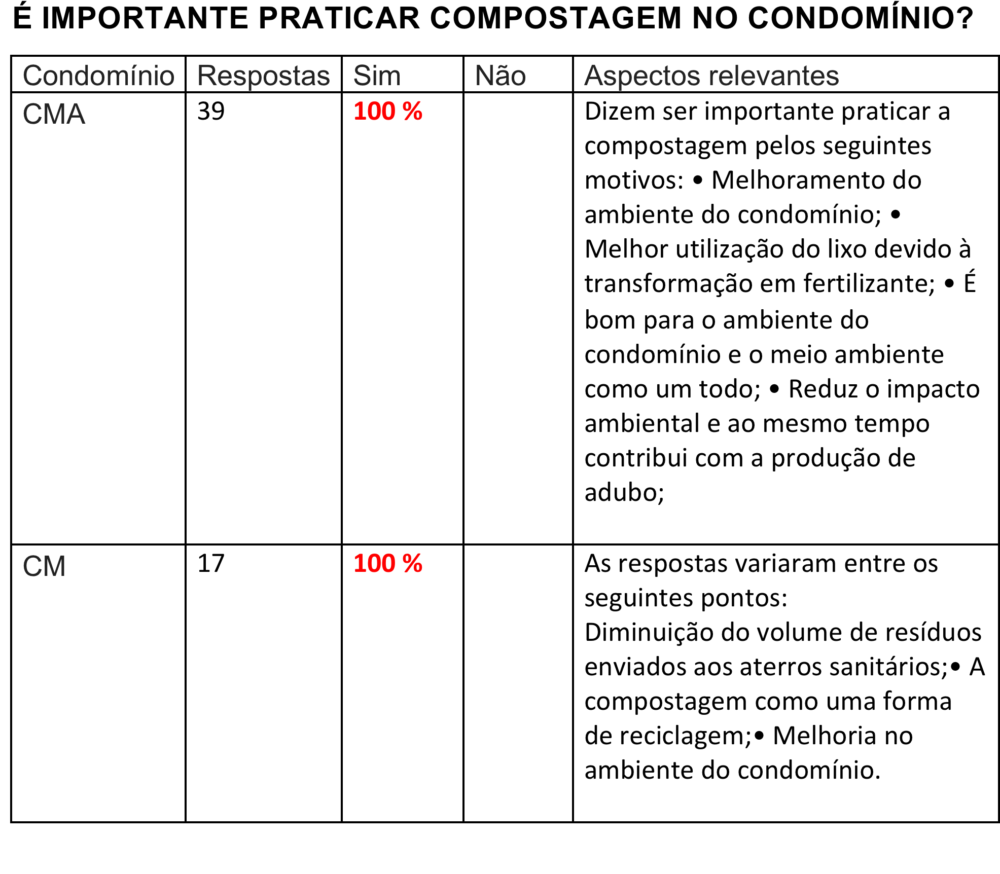 É IMPORTANTE PRATICAR COMPOSTAGEM NO CONDOMÍNIO?
Condomínio Respostas Sim Não Aspectos relevantes
CMA 39 100 % Dizem ser importante praticar a
compostagem pelos seguintes
motivos: • Melhoramento do
ambiente do condomínio; •
Melhor utilização do lixo devido à
transformação em fertilizante; • É
bom para o ambiente do
condomínio e o meio ambiente
como um todo; • Reduz o impacto
ambiental e ao mesmo tempo
contribui com a produção de
adubo;
CM 17 100 % As respostas variaram entre os
seguintes pontos:
Diminuição do volume de resíduos
enviados aos aterros sanitários;• A
compostagem como uma forma
de reciclagem;• Melhoria no
ambiente do condomínio.